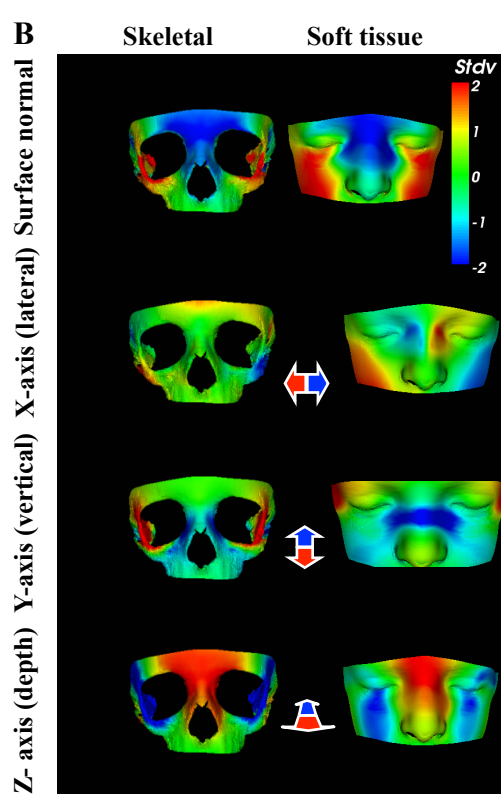 B
Skeletal Soft tissue
Surface normal
Stdv
2
1
0
-1
-2
X-axis (lateral)
Y-axis (vertical)
Z- axis (depth)